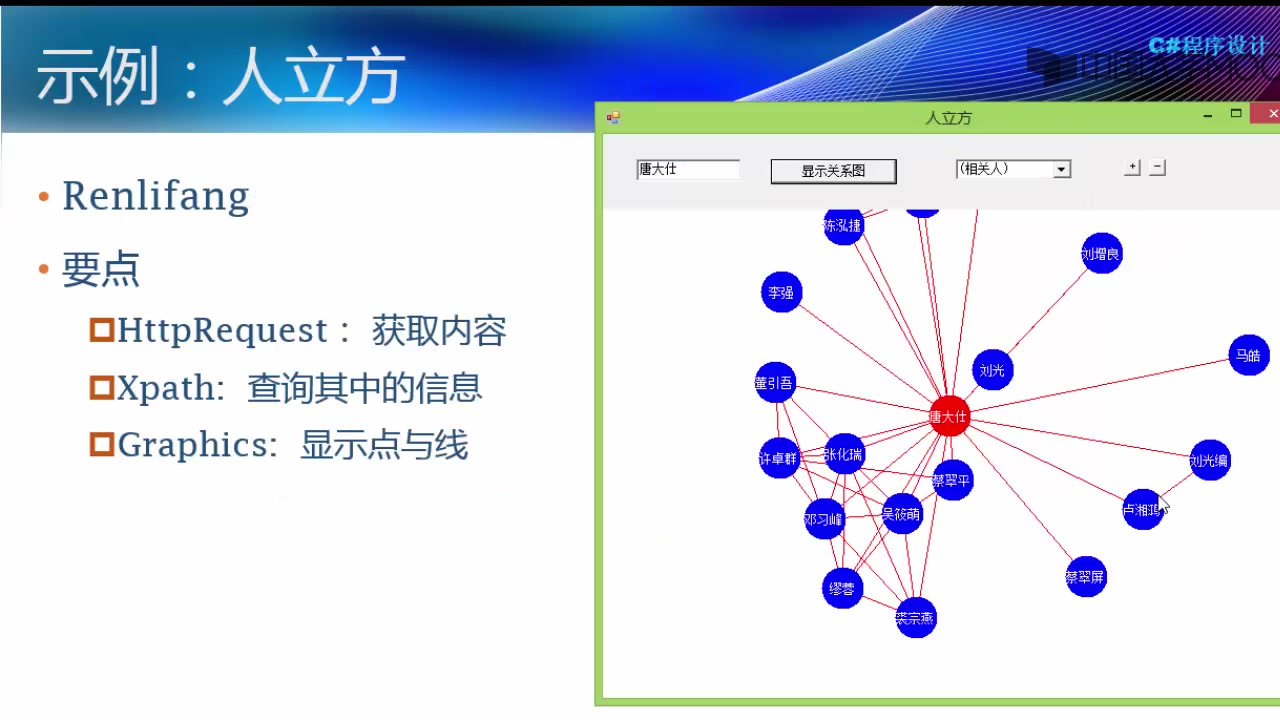 示例：人立方
C#程序设计
Renlifang
要点
HttpRequest： 获取内容
Xpath: 查询其中的信息
Graphics: 显示点与线
人立方
唐大仕
显示关系图
(相关人)
+
-
陈泓捷
刘增良
李强
马皓
刘光
董引吾
唐大仕
许卓群
张化瑞
刘光编
蔡翠平
邓习峰
吴筱萌
蔡翠屏
缪蓉
裘宗燕